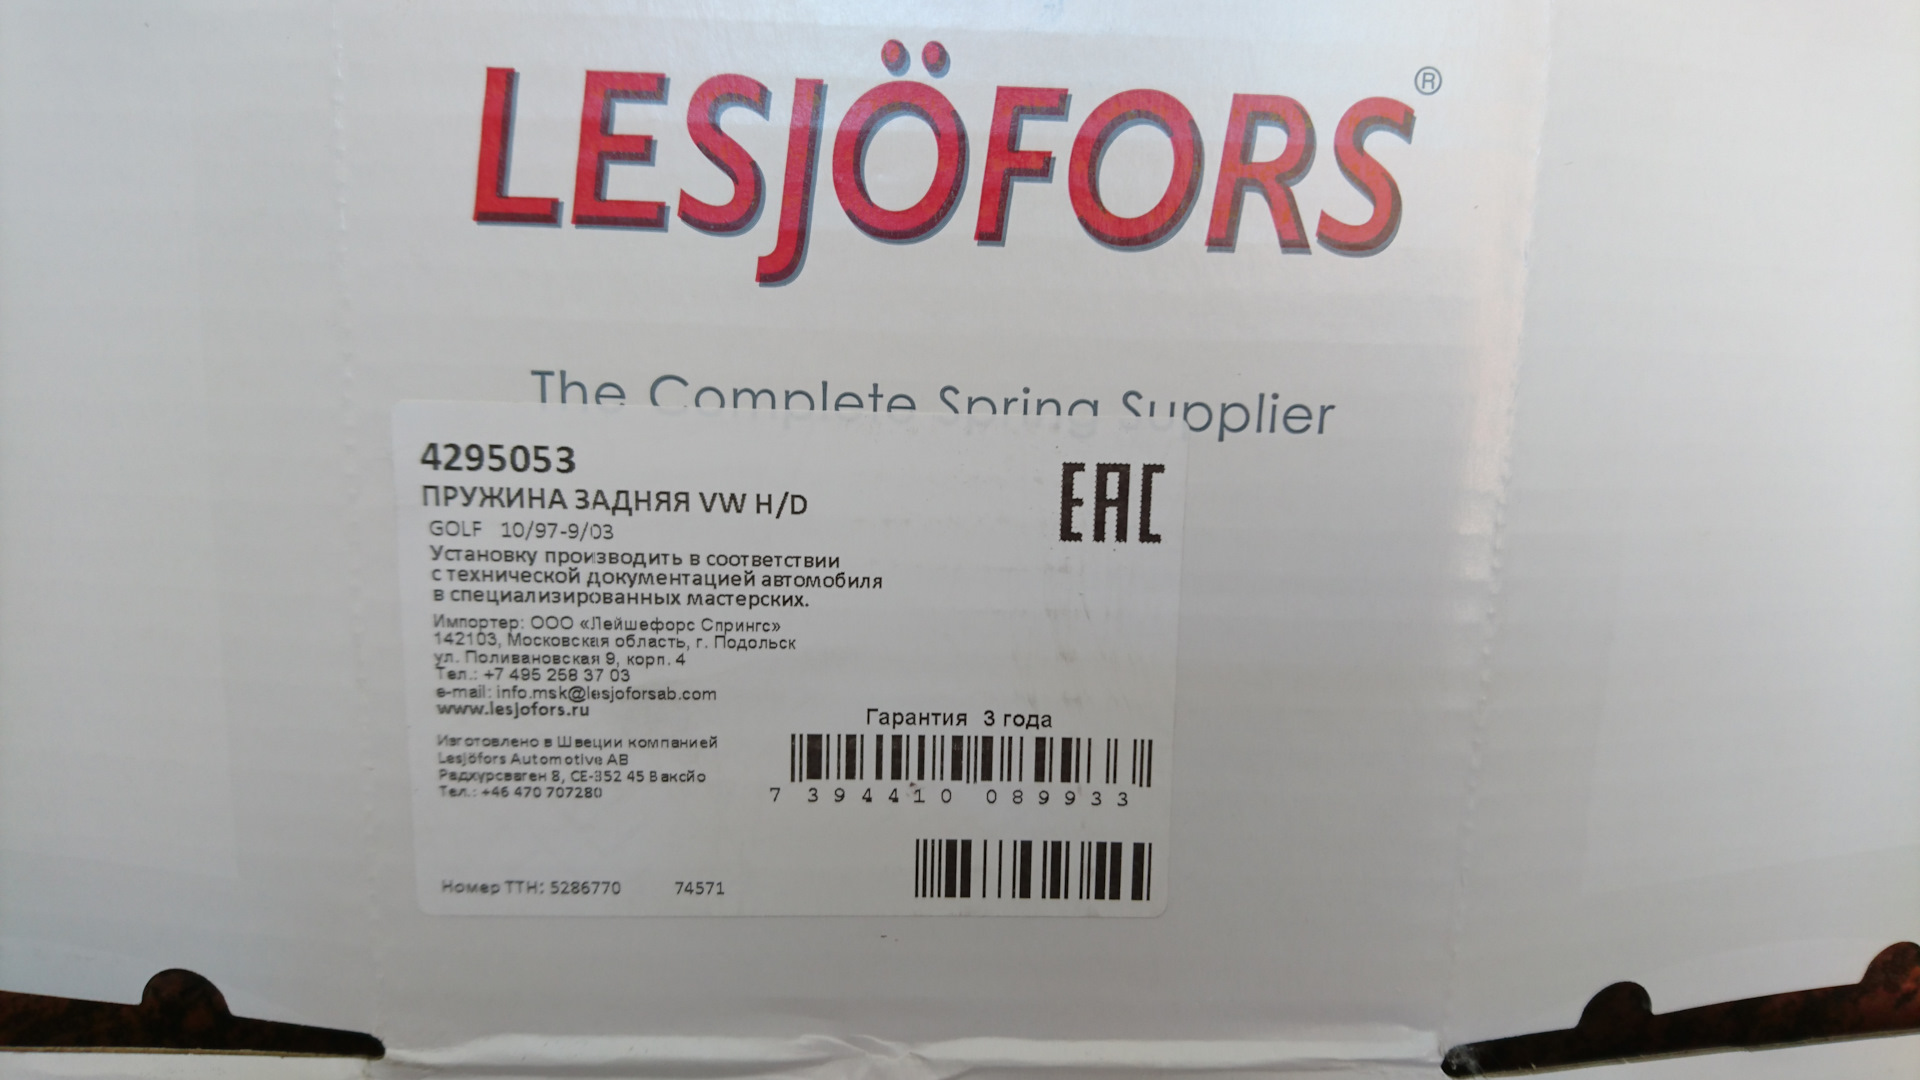 LESJÖFORS®
The Complete Spring Supplier
4295053
ПРУЖИНА ЗАДНЯЯ VW H/D
GOLF 10/97-9/03
EAC
Установку производить в соответствии
с технической документацией автомобиля
в специализированных мастерских.
Импортер: ООО «Лейшефорс Спрингс»
142103, Московская область, г. Подольск
ул. Поливановская 9, корп. 4
Тел.: +7 495 258 37 03
e-mail: info.msk@lesjoforsab.com
www.lesjofors.ru
Гарантия 3 года
Изготовлено в Швеции компанией
Lesjöfors Automotive AB
Радхурсваген 8, СЕ-352 45 Ваксйо
Тел.: +46 470 707280
7 394410 089933
Номер ТТН: 5286770 74571